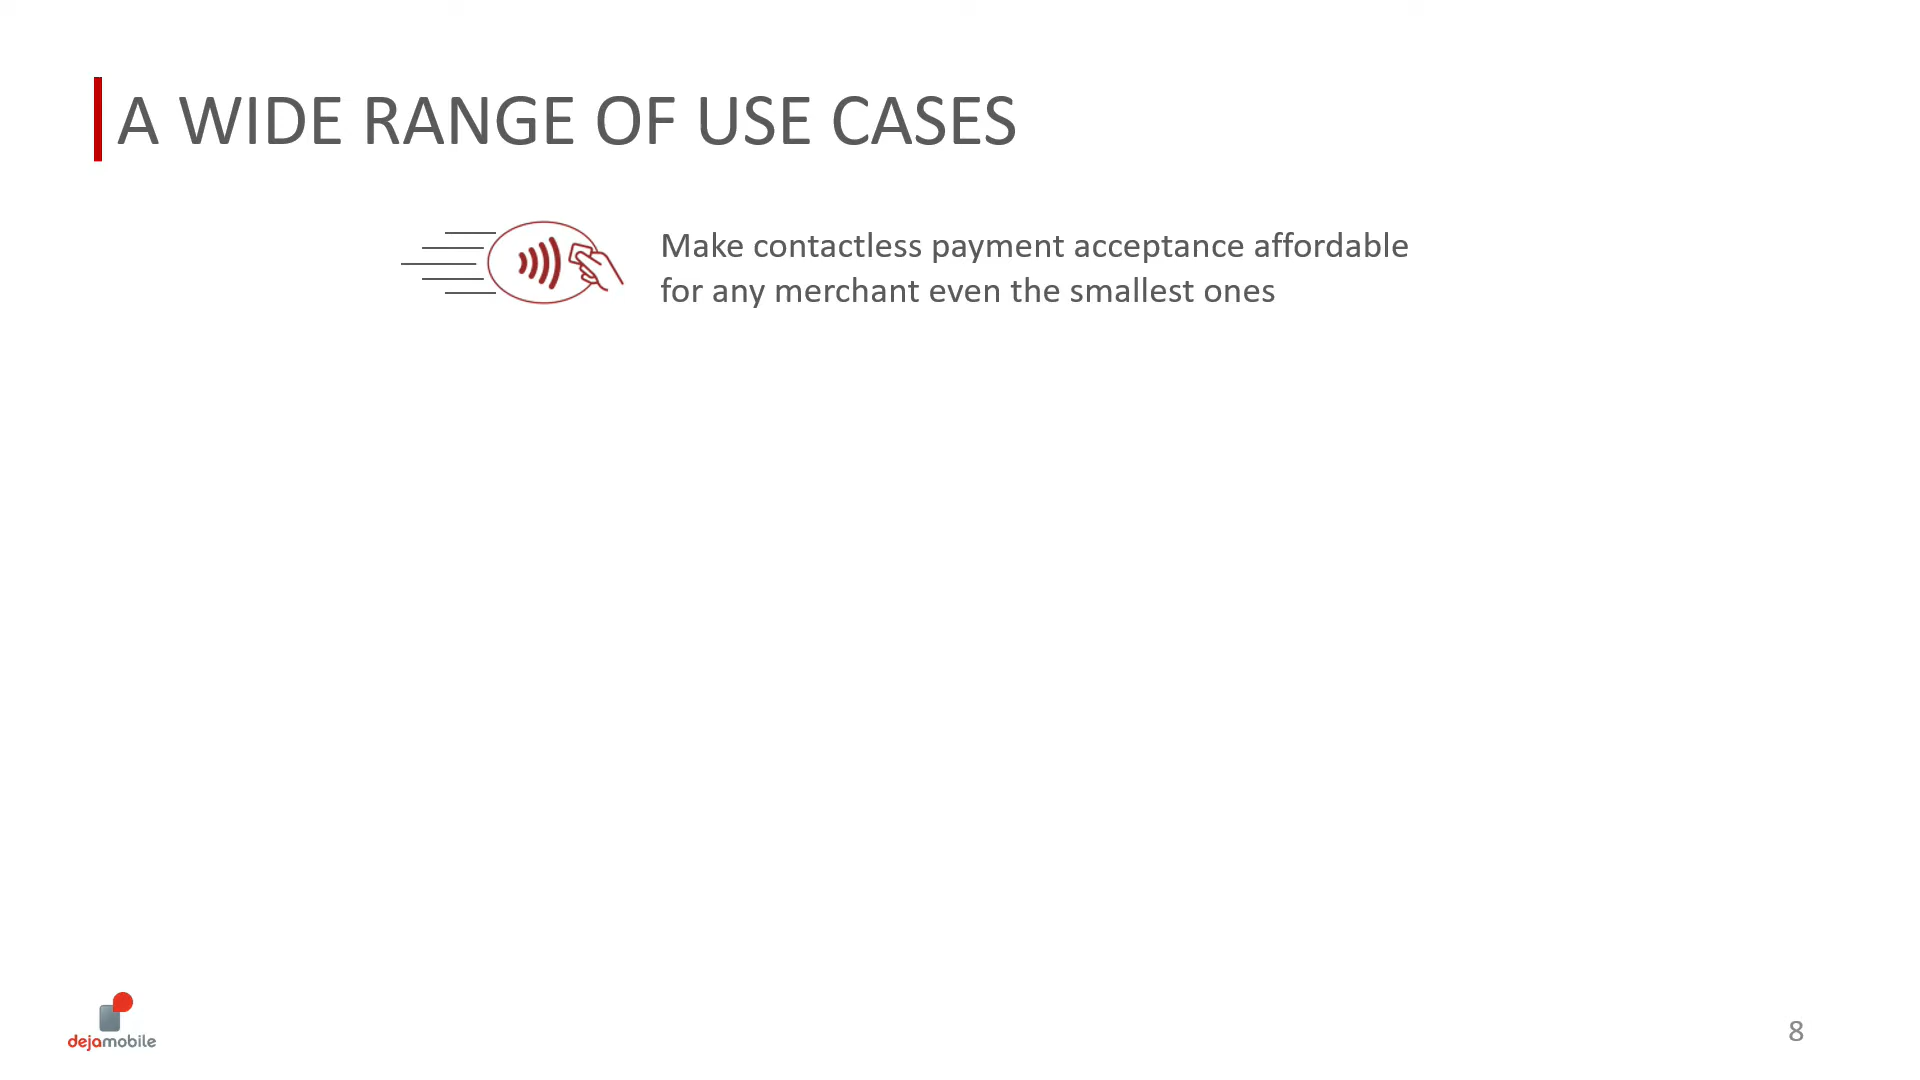 A WIDE RANGE OF USE CASES
Make contactless payment acceptance affordable
for any merchant even the smallest ones
dejamobile
8